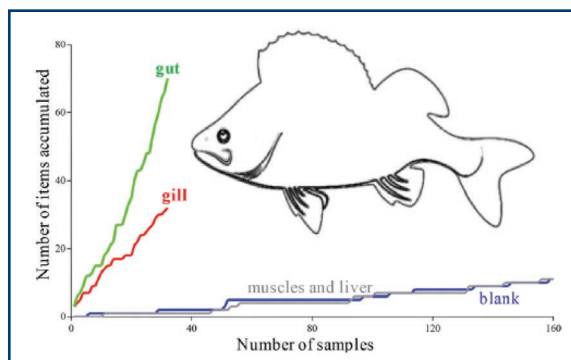 80
gut
60
Number of items accumulated
40
gill
20
muscles and liver
blank
0
0
40
80
120
160
Number of samples